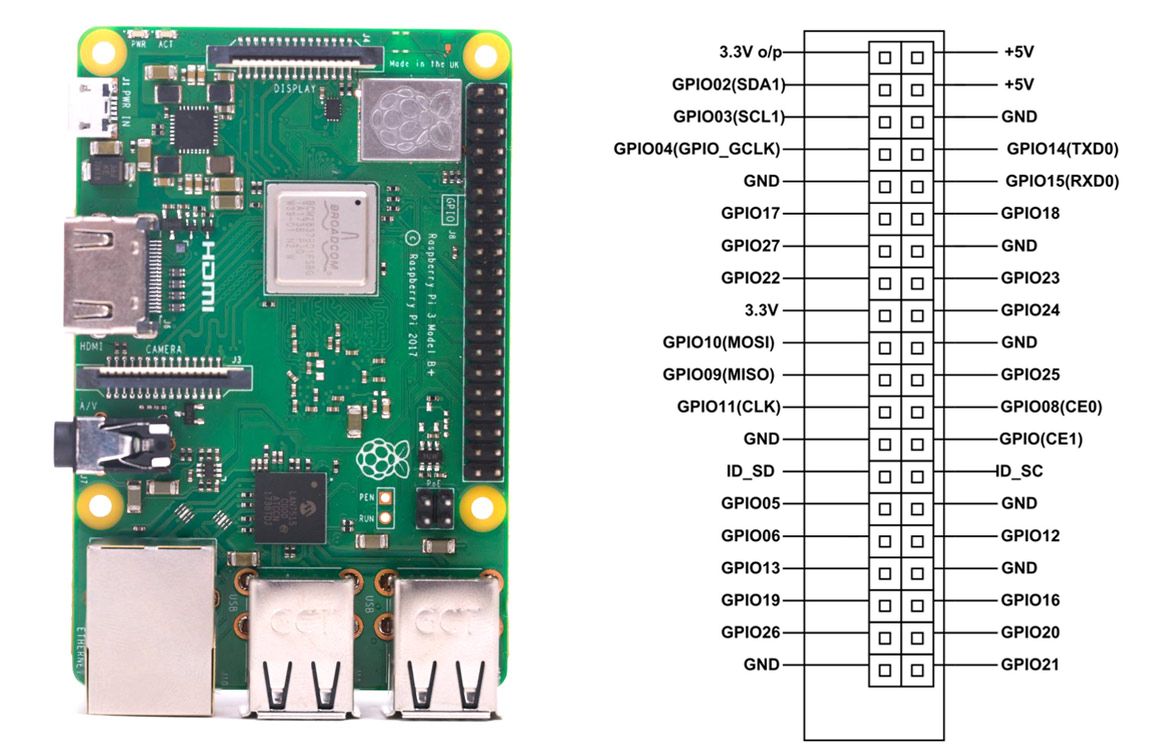 PWR ACT
J4
Made in the UK
J1 PWR IN
DISPLAY
GPIO
J8
BROADCOM
HDMI
© Raspberry Pi 2017
Raspberry Pi 3 Model B+
J6
HDMI
CAMERA
J3
A/V
J7
PoE
PEN
RUN
ETHERNET
USB
USB
3.3V o/p
+5V
GPIO02(SDA1)
+5V
GPIO03(SCL1)
GND
GPIO04(GPIO_GCLK)
GPIO14(TXD0)
GND
GPIO15(RXD0)
GPIO17
GPIO18
GPIO27
GND
GPIO22
GPIO23
3.3V
GPIO24
GPIO10(MOSI)
GND
GPIO09(MISO)
GPIO25
GPIO11(CLK)
GPIO08(CE0)
GND
GPIO(CE1)
ID_SD
ID_SC
GPIO05
GND
GPIO06
GPIO12
GPIO13
GND
GPIO19
GPIO16
GPIO26
GPIO20
GND
GPIO21